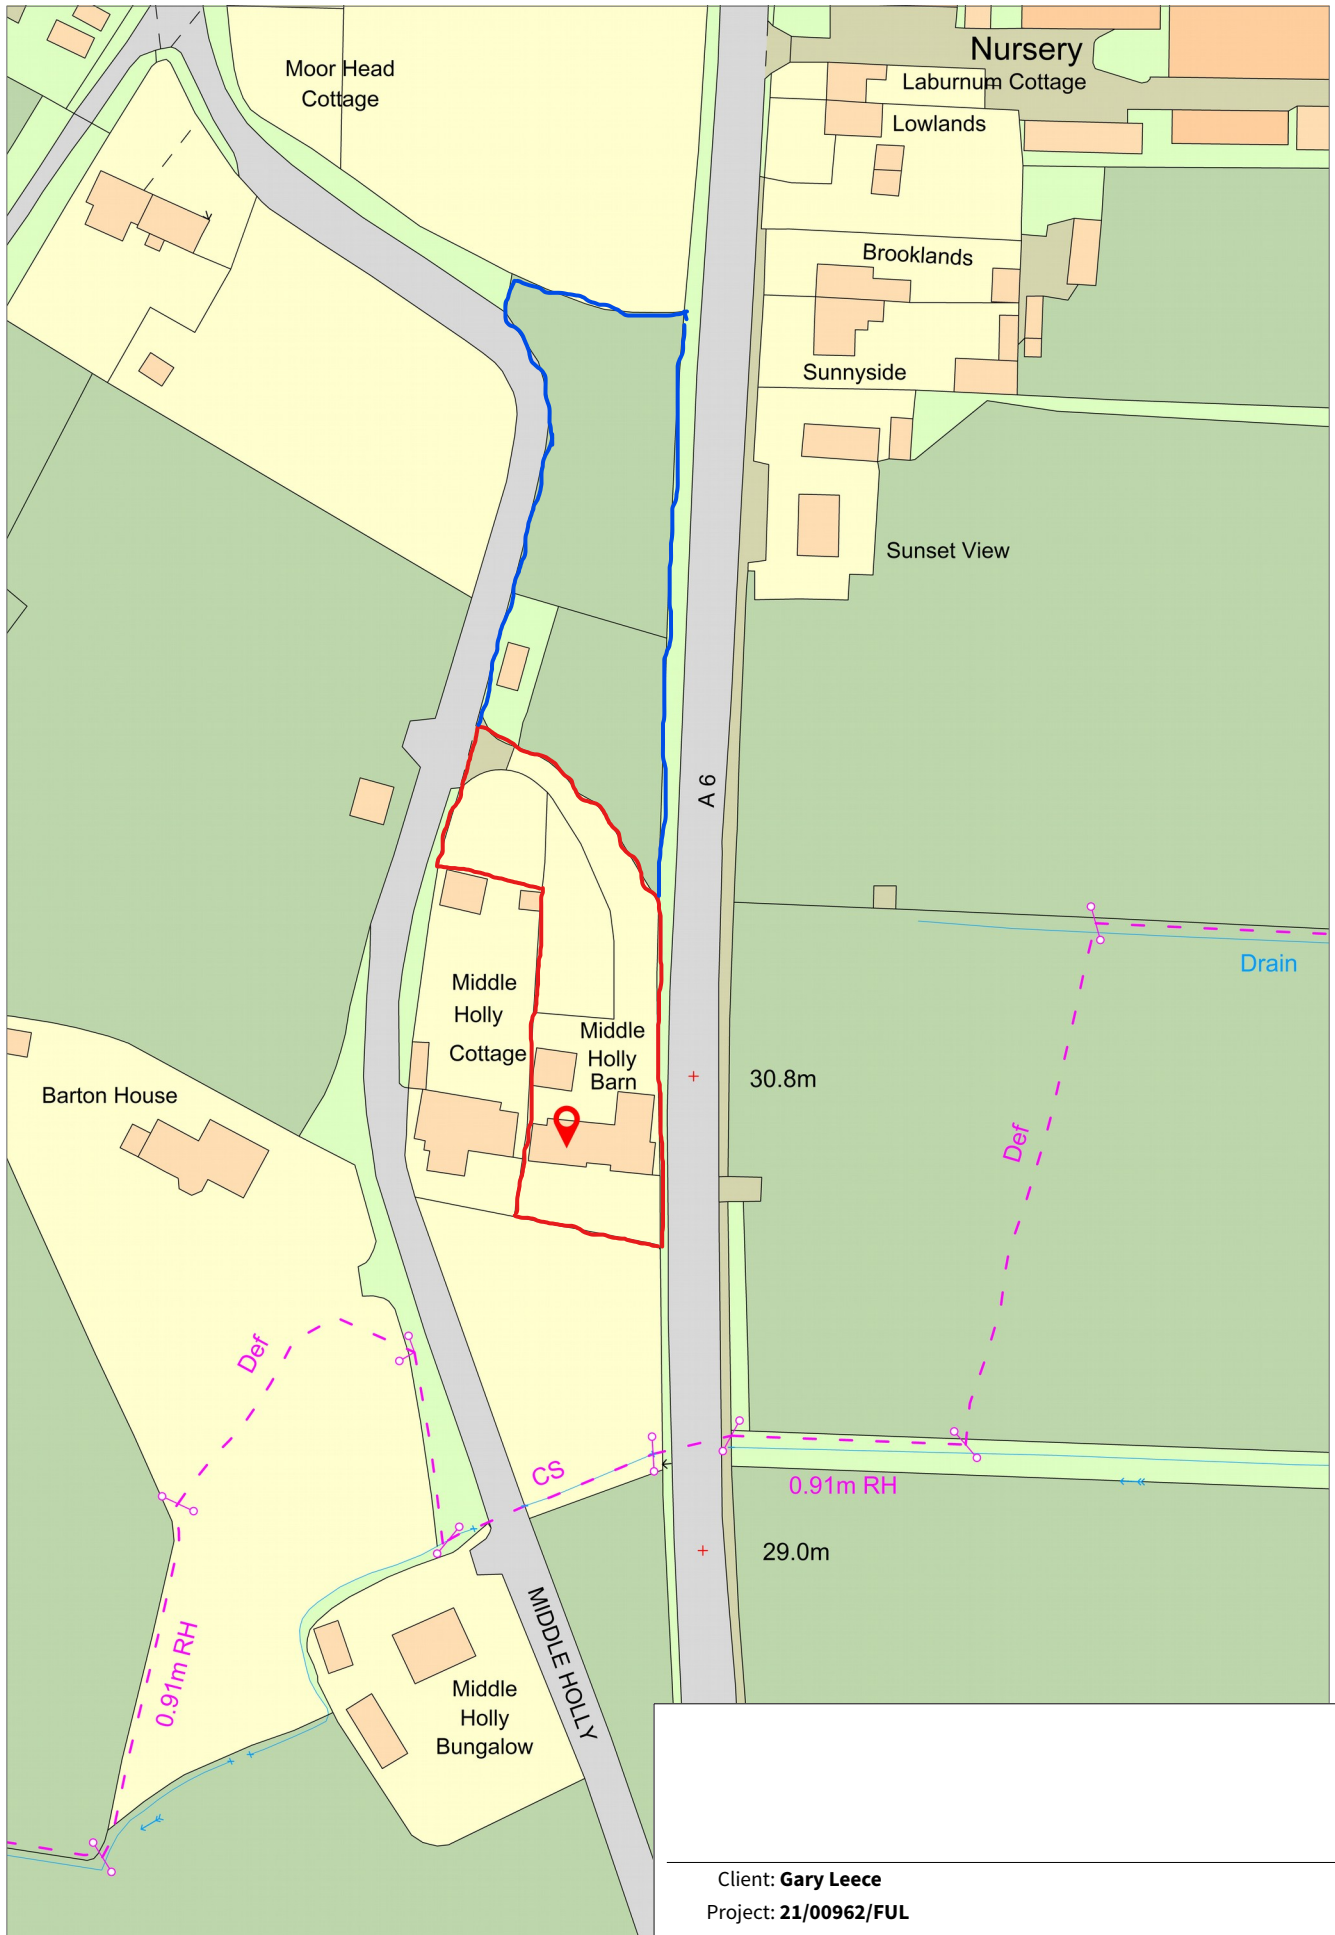 Nursery
Moor Head
Cottage
Laburnum Cottage
Lowlands
Brooklands
Sunnyside
Sunset View
A 6
Drain
Middle
Holly
Cottage
Middle
Holly
Barn
30.8m
Barton House
Def
Def
CS
0.91m RH
29.0m
MIDDLE HOLLY
0.91m RH
Middle
Holly
Bungalow
Client: Gary Leece
Project: 21/00962/FUL